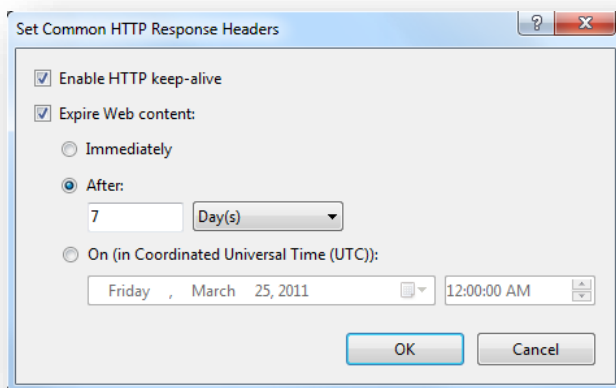 Set Common HTTP Response Headers
Enable HTTP keep-alive
Expire Web content:
Immediately
After:
7 Day(s)
On (in Coordinated Universal Time (UTC)):
Friday , March 25, 2011 12:00:00 AM
OK Cancel